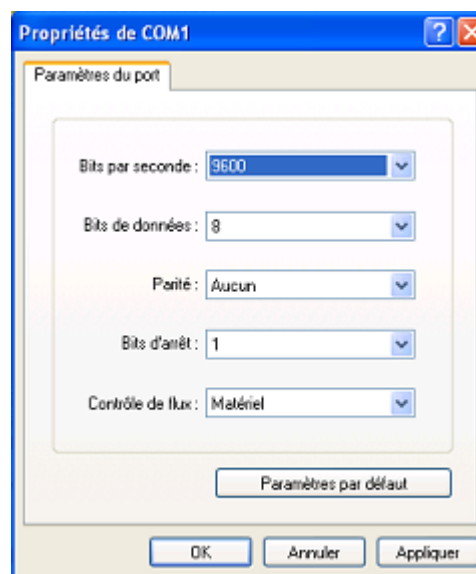 Propriétés de COM1
Paramètres du port
Bits par seconde : 9600
Bits de données : 8
Parité : Aucun
Bits d'arrêt : 1
Contrôle de flux : Matériel
Paramètres par défaut
OK Annuler Appliquer